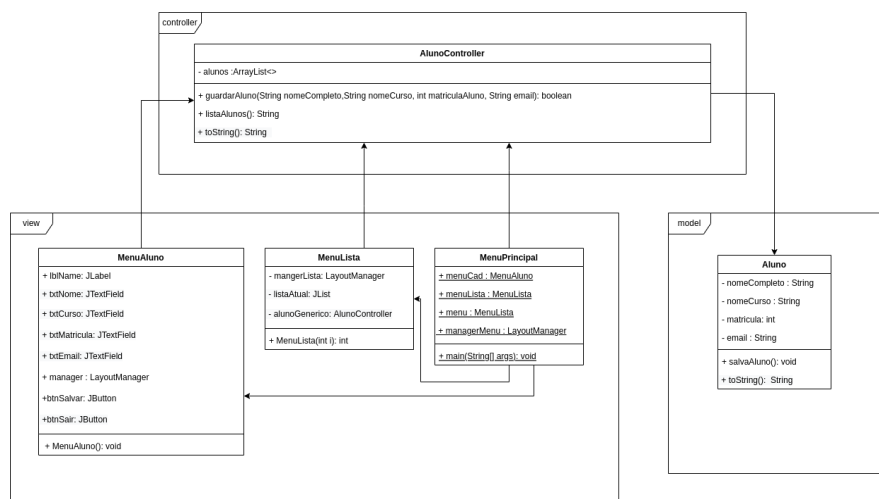 controller
AlunoController
- alunos :ArrayList<>
+ guardarAluno(String nomeCompleto,String nomeCurso, int matriculaAluno, String email): boolean
+ listaAlunos(): String
+ toString(): String
view
MenuAluno
+ lblName: JLabel
+ txtNome: JTextField
+ txtCurso: JTextField
+ txtMatricula: JTextField
+ txtEmail: JTextField
+ manager : LayoutManager
+btnSalvar: JButton
+btnSair: JButton
+ MenuAluno(): void
MenuLista
- mangerLista: LayoutManager
- listaAtual: JList
- alunoGenerico: AlunoController
+ MenuLista(int i): int
MenuPrincipal
+ menuCad : MenuAluno
+ menuLista : MenuLista
+ menu : MenuLista
+ managerMenu : LayoutManager
+ main(String[] args): void
model
Aluno
- nomeCompleto : String
- nomeCurso : String
- matricula: int
- email : String
+ salvaAluno(): void
+ toString(): String